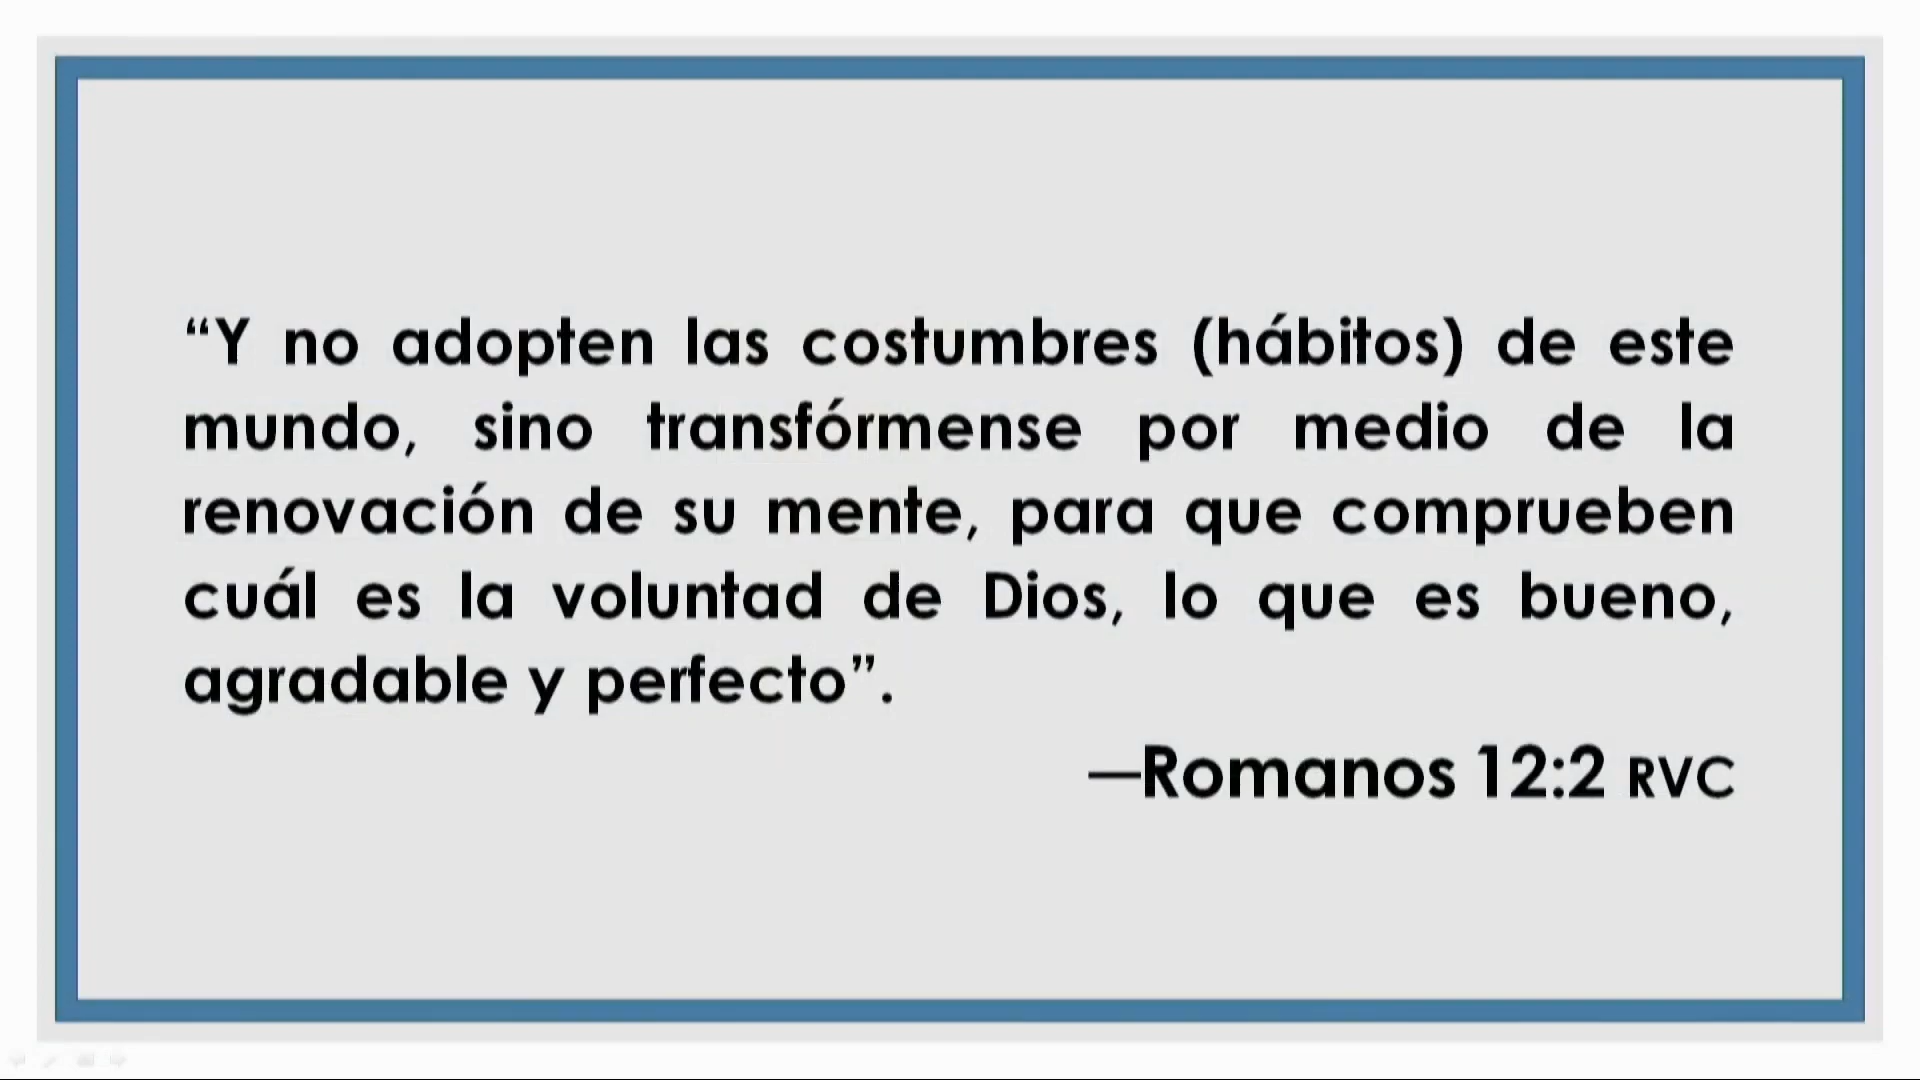 “Y no adopten las costumbres (hábitos) de este
mundo, sino transfórmense por medio de la
renovación de su mente, para que comprueben
cuál es la voluntad de Dios, lo que es bueno,
agradable y perfecto”.
—Romanos 12:2 RVC